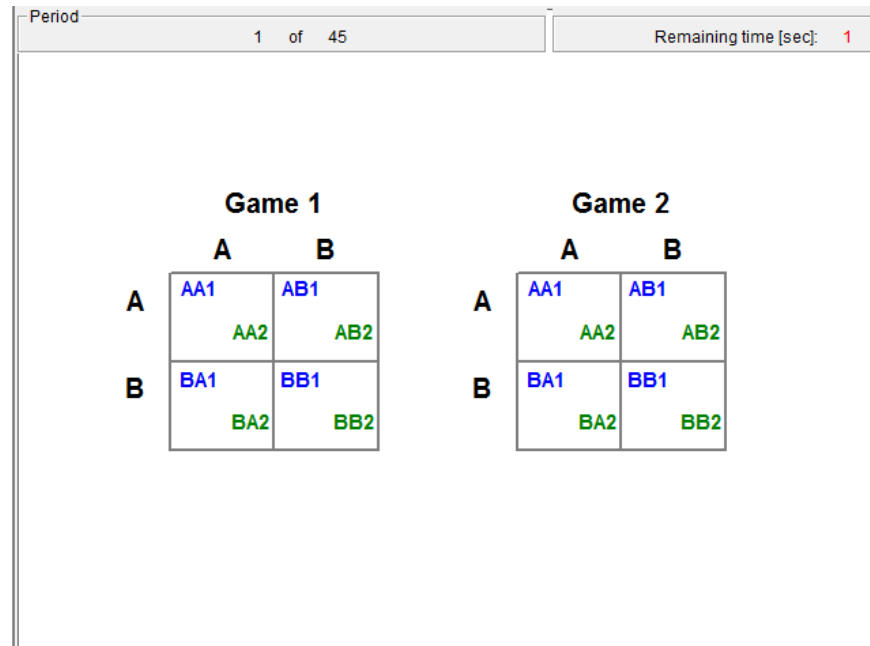 Period
1 of 45
Remaining time [sec]: 1
Game 1
Game 2
A B
A B
A
AA1 AB1
AA2 AB2
B
BA1 BB1
BA2 BB2
A
AA1 AB1
AA2 AB2
B
BA1 BB1
BA2 BB2